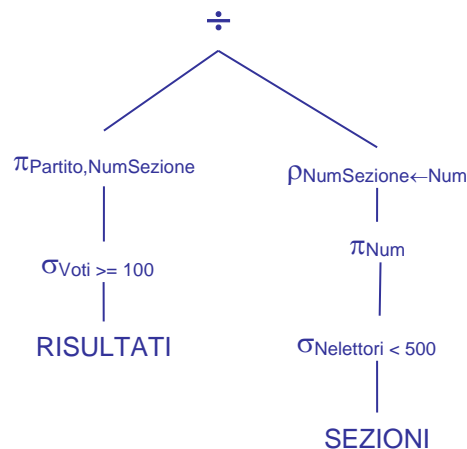 ÷
πPartito,NumSezione
ρNumSezione←Num
πNum
σVoti >= 100
RISULTATI
σNelettori < 500
SEZIONI